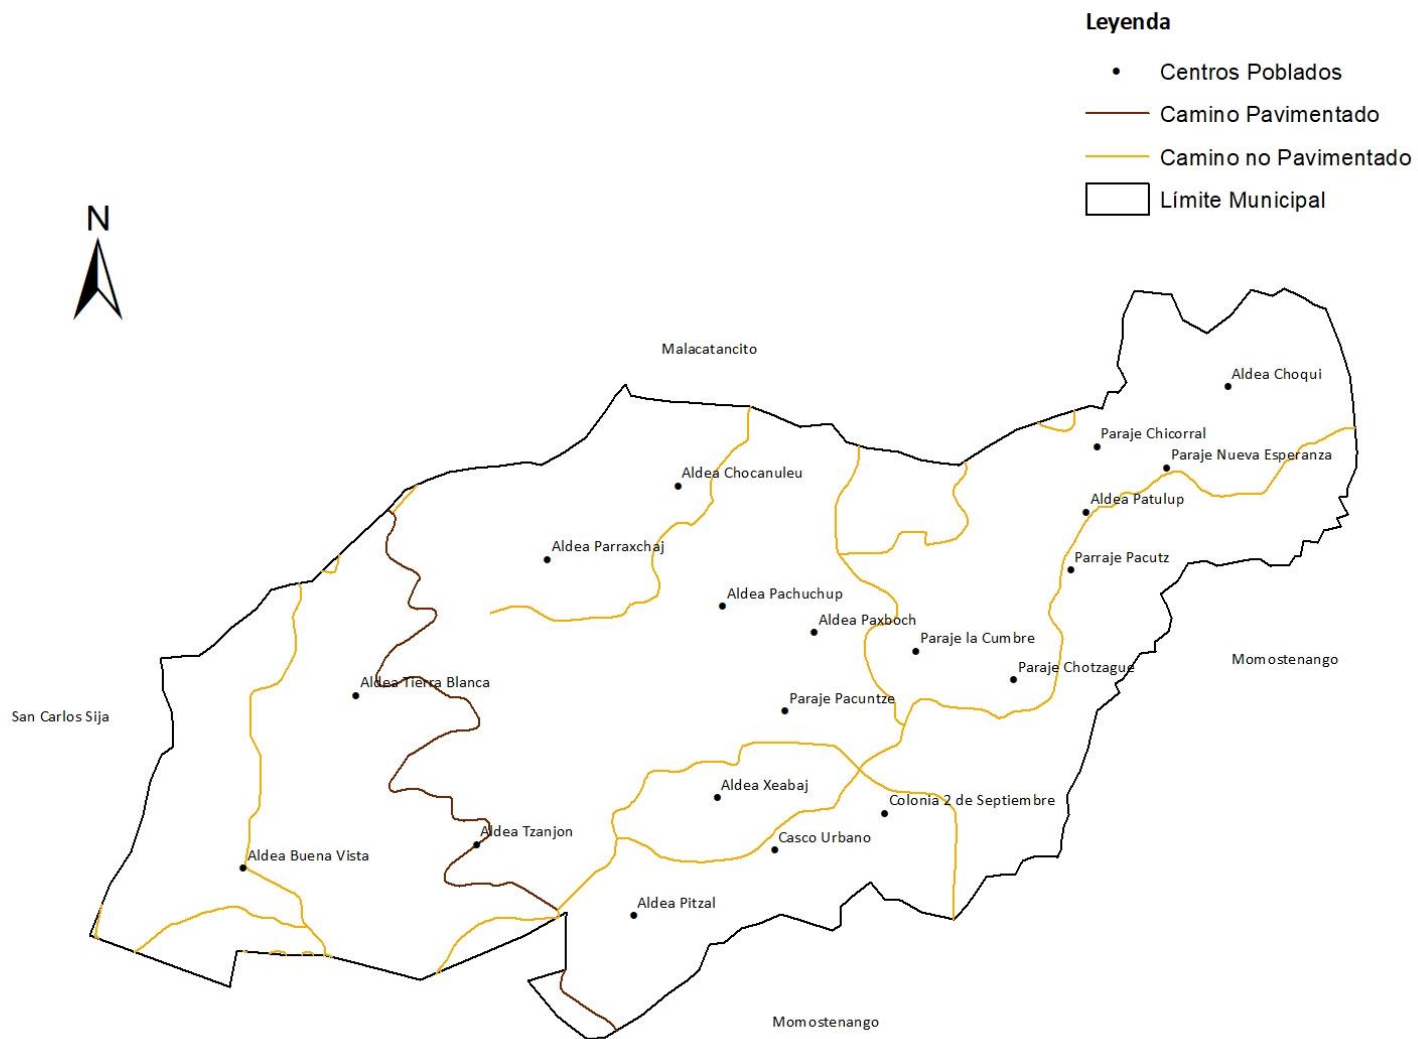 Leyenda
Centros Poblados
Camino Pavimentado
Camino no Pavimentado
Límite Municipal
N
Malacatancito
Aldea Choqui
Paraje Chicorral
Paraje Nueva Esperanza
Aldea Chocanuleu
Aldea Patulup
Aldea Parraxchaj
Parraje Pacutz
Aldea Pachuchup
Aldea Paxboch
Paraje la Cumbre
Momostenango
Paraje Chotzague
Aldea Tierra Blanca
Paraje Pacuntze
San Carlos Sija
Aldea Xeabaj
Colonia 2 de Septiembre
Aldea Tzanjon
Casco Urbano
Aldea Buena Vista
Aldea Pitzal
Momostenango